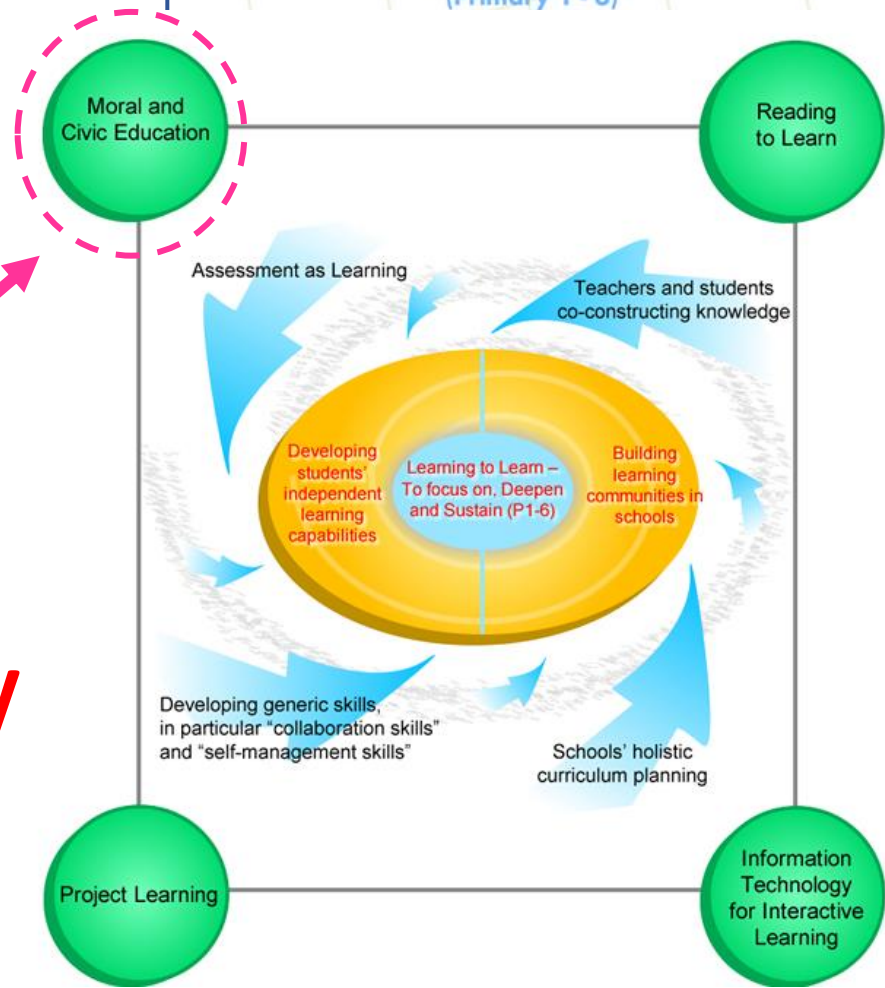 Moral and
Civic Education
Reading
to Learn
Assessment as Learning
Teachers and students
co-constructing knowledge
Developing
students'
independent
learning
capabilities
Learning to Learn –
To focus on, Deepen
and Sustain (P1-6)
Building
learning
communities in
schools
Developing generic skills,
in particular “collaboration skills”
and “self-management skills”
Schools' holistic
curriculum planning
Project Learning
Information
Technology
for Interactive
Learning